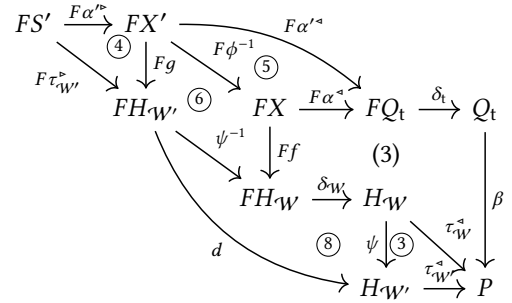 FS′ Fα′▹ FX′ Fα′◃
④ Fϕ⁻¹ ⑤
Fτ▹𝒲′ Fg
FH𝒲′ ⑥ FX Fα◃ FQₜ δₜ Qₜ
ψ⁻¹ Ff (3)
FH𝒲 δ𝒲 H𝒲 β
d ⑧ ψ ③ τ◃𝒲
H𝒲′ τ◃𝒲′ P